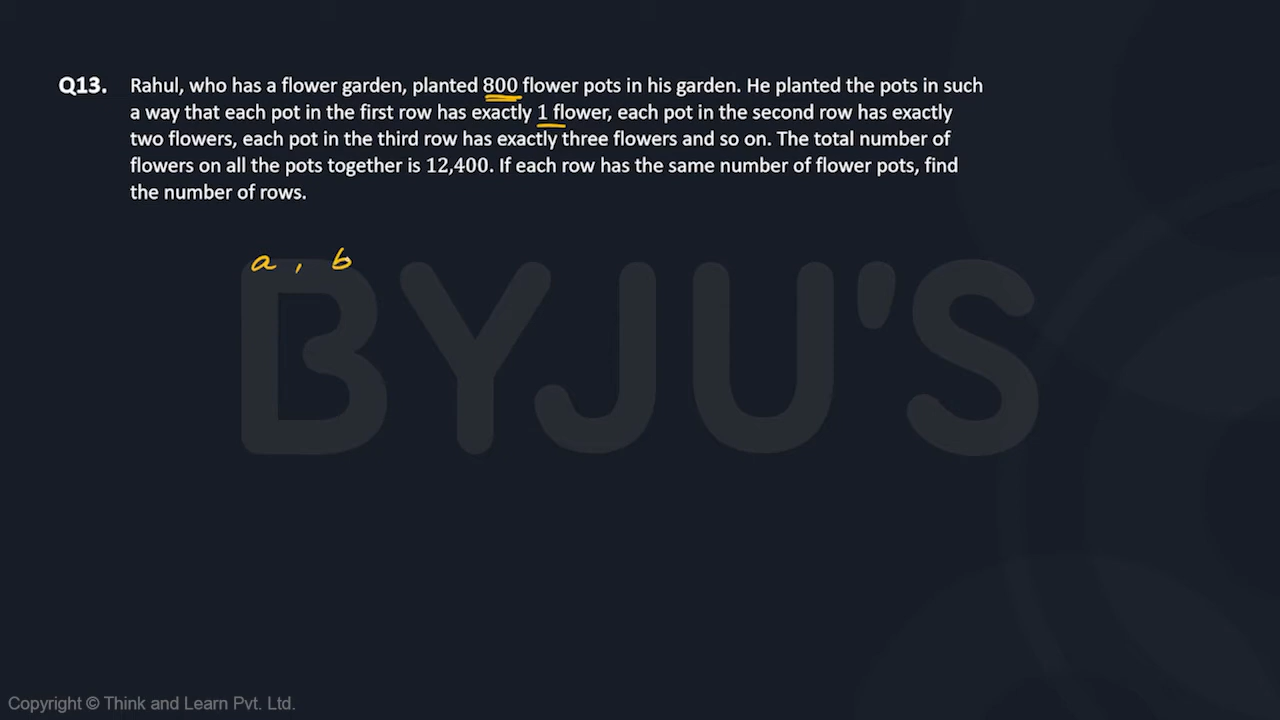 Q13. Rahul, who has a flower garden, planted 800 flower pots in his garden. He planted the pots in such
a way that each pot in the first row has exactly 1 flower, each pot in the second row has exactly
two flowers, each pot in the third row has exactly three flowers and so on. The total number of
flowers on all the pots together is 12,400. If each row has the same number of flower pots, find
the number of rows.
a , b
BYJU'S
Copyright © Think and Learn Pvt. Ltd.